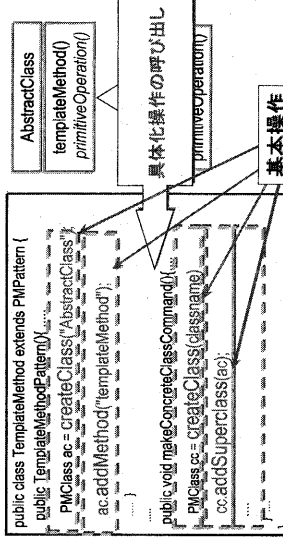 public class TemplateMethod extends PMPattern {
public TemplateMethodPattern(){......
PMClass ac = createClass("AbstractClass");
ac.addMethod("templateMethod");
.... }
public void makeConcreteClassCommand(){....
PMClass cc = createClass(classname)
cc.addSuperclass(ac);
AbstractClass
templateMethod()
primitiveOperation()
具体化操作の呼び出し
primitiveOperation()
基本操作